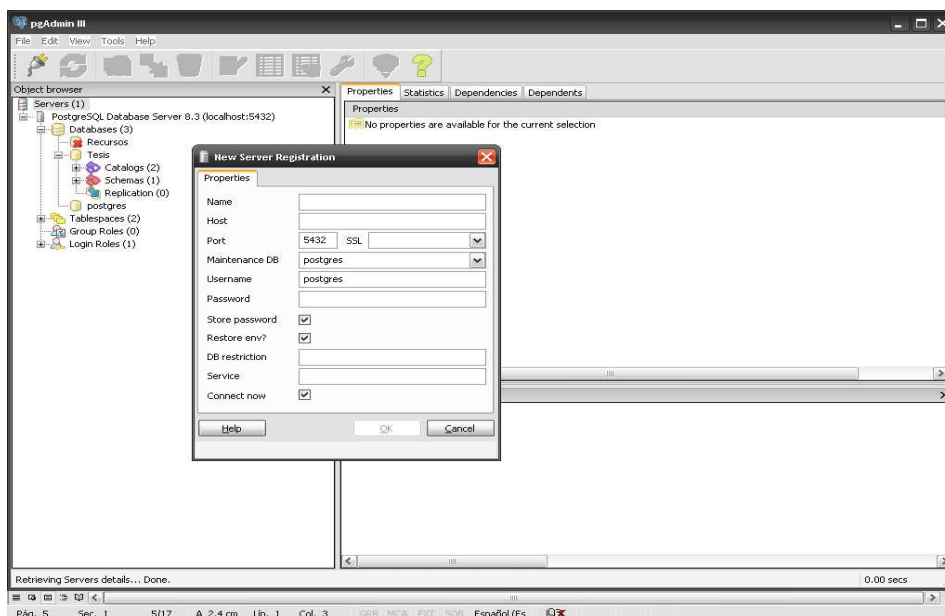 pgAdmin III
File Edit View Tools Help
Object browser
Servers (1)
PostgreSQL Database Server 8.3 (localhost:5432)
Databases (3)
Recursos
Tesis
Catalogs (2)
Schemas (1)
Replication (0)
postgres
Tablespaces (2)
Group Roles (0)
Login Roles (1)
Properties Statistics Dependencies Dependents
Properties
No properties are available for the current selection
New Server Registration
Properties
Name
Host
Port 5432 SSL
Maintenance DB postgres
Username postgres
Password
Store password
Restore env?
DB restriction
Service
Connect now
Help OK Cancel
Retrieving Servers details... Done. 0.00 secs
Pág. 5 Sec. 1 5/17 A 2,4 cm Lín. 1 Col. 3 GRB MCA EXT SOB Español (Es